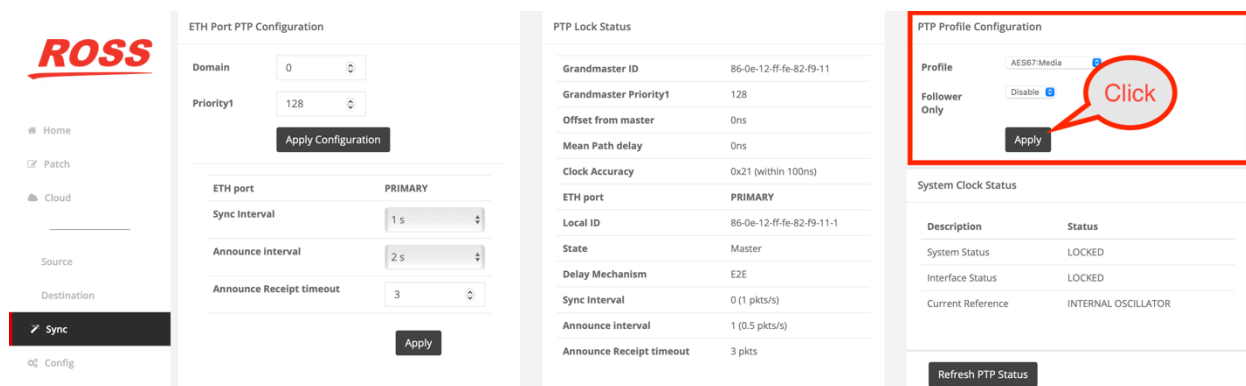 ROSS
Home
Patch
Cloud
Source
Destination
Sync
Config
ETH Port PTP Configuration
Domain 0
Priority1 128
Apply Configuration
ETH port PRIMARY
Sync Interval 1 s
Announce interval 2 s
Announce Receipt timeout 3
Apply
PTP Lock Status
Grandmaster ID 86-0e-12-ff-fe-82-f9-11
Grandmaster Priority1 128
Offset from master 0ns
Mean Path delay 0ns
Clock Accuracy 0x21 (within 100ns)
ETH port PRIMARY
Local ID 86-0e-12-ff-fe-82-f9-11-1
State Master
Delay Mechanism E2E
Sync Interval 0 (1 pkts/s)
Announce interval 1 (0.5 pkts/s)
Announce Receipt timeout 3 pkts
PTP Profile Configuration
Profile AES67:Media
Follower
Only
Disable
Click
Apply
System Clock Status
Description Status
System Status LOCKED
Interface Status LOCKED
Current Reference INTERNAL OSCILLATOR
Refresh PTP Status